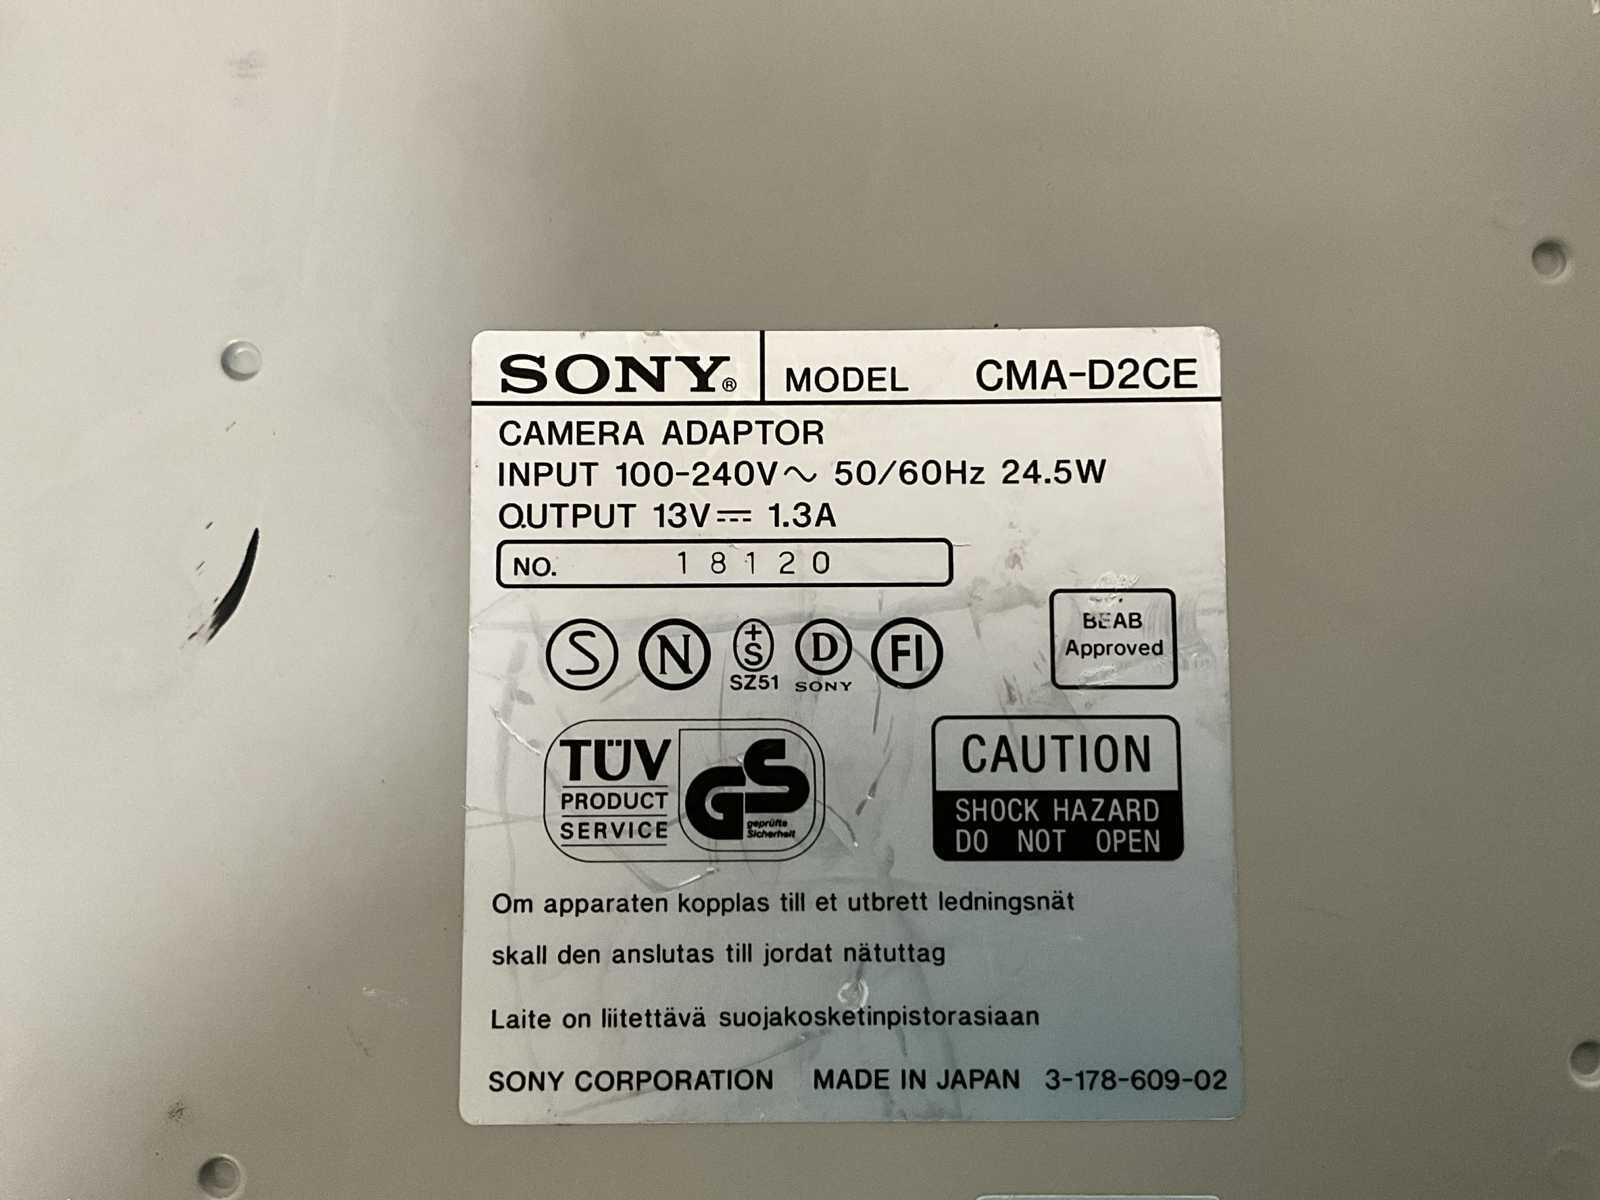 SONY® MODEL CMA-D2CE
CAMERA ADAPTOR
INPUT 100-240V~ 50/60Hz 24.5W
OUTPUT 13V⎓ 1.3A
NO. 18120
S N +S D FI
SZ51 SONY
BEAB
Approved
TÜV
PRODUCT
SERVICE
GS
geprüfte
Sicherheit
CAUTION
SHOCK HAZARD
DO NOT OPEN
Om apparaten kopplas till et utbrett ledningsnät
skall den anslutas till jordat nätuttag
Laite on liitettävä suojakosketinpistorasiaan
SONY CORPORATION MADE IN JAPAN 3-178-609-02